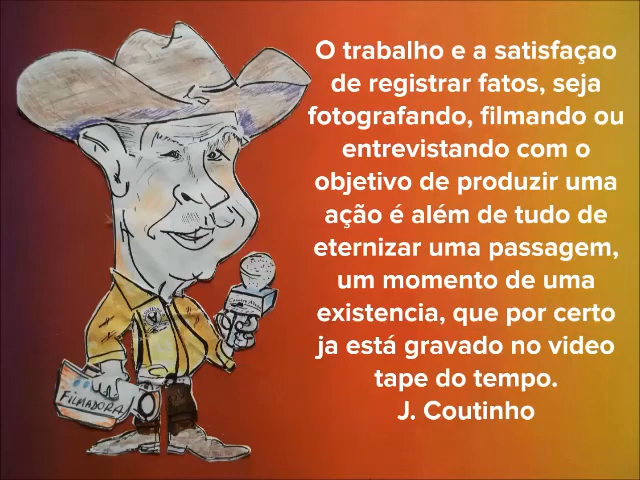 O trabalho e a satisfaçao
de registrar fatos, seja
fotografando, filmando ou
entrevistando com o
objetivo de produzir uma
ação é além de tudo de
eternizar uma passagem,
um momento de uma
existencia, que por certo
ja está gravado no video
tape do tempo.
J. Coutinho
FILMADORA